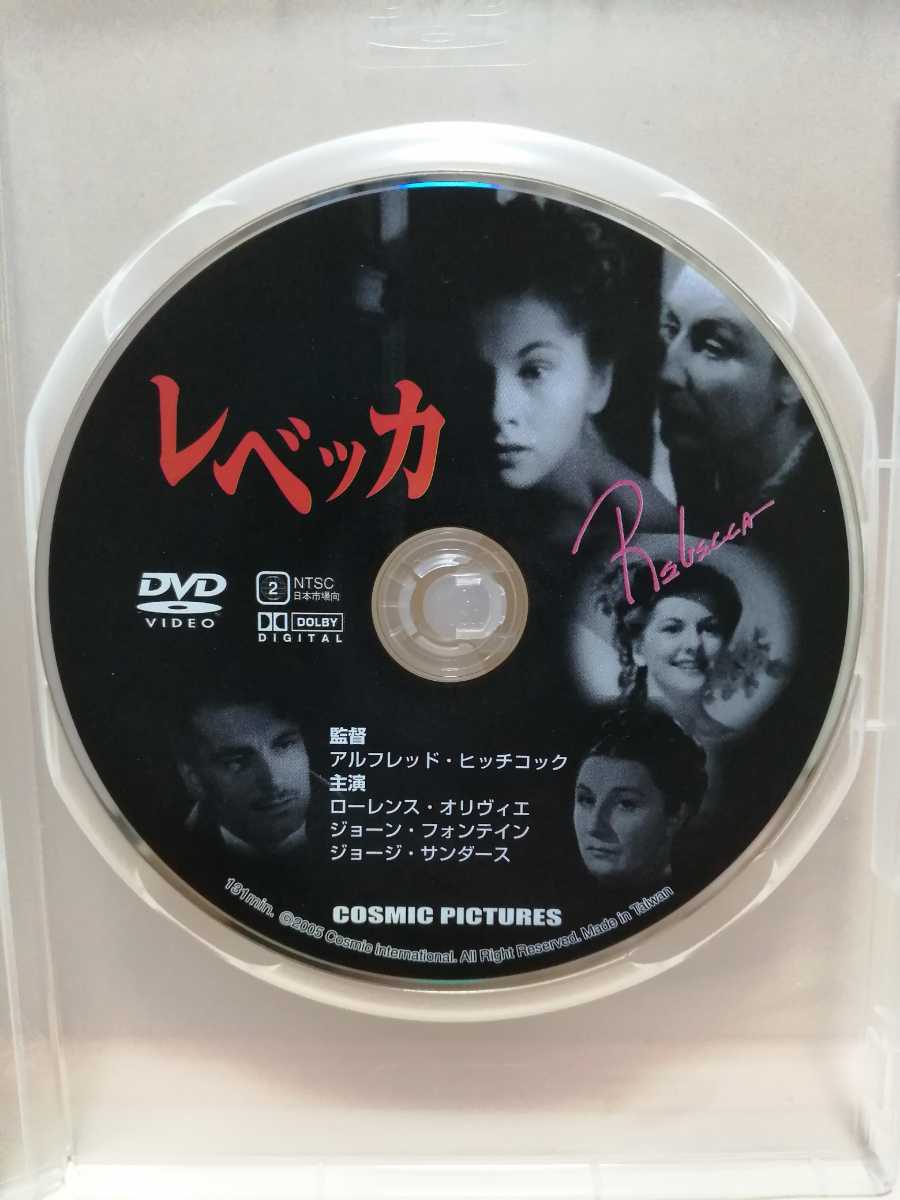 レベッカ
Rebecca
DVD
VIDEO
2
NTSC
日本市場向
DOLBY
DIGITAL
監督
アルフレッド・ヒッチコック
主演
ローレンス・オリヴィエ
ジョーン・フォンテイン
ジョージ・サンダース
COSMIC PICTURES
131min. ©2005 Cosmic International. All Right Reserved. Made in Taiwan